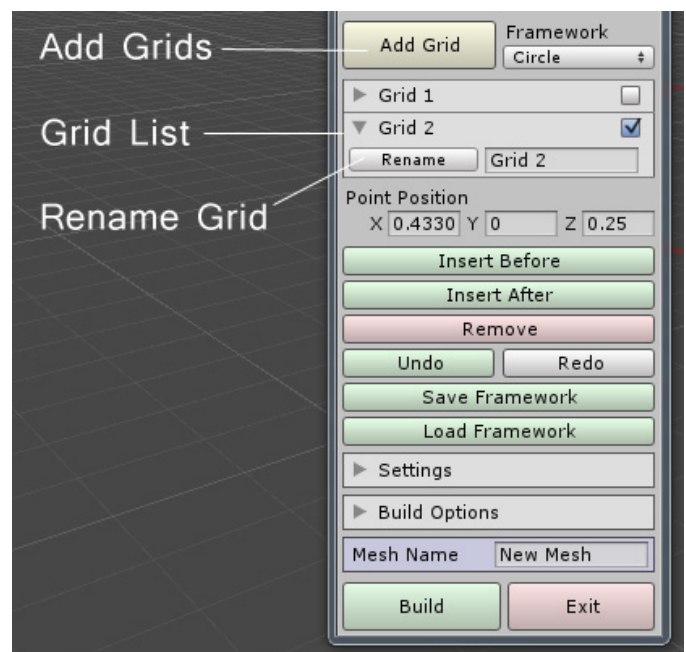 Add Grids
Add Grid
Framework
Circle
Grid 1
Grid List
Grid 2
Rename
Grid 2
Rename Grid
Point Position
X 0.4330 Y 0 Z 0.25
Insert Before
Insert After
Remove
Undo
Redo
Save Framework
Load Framework
Settings
Build Options
Mesh Name
New Mesh
Build
Exit